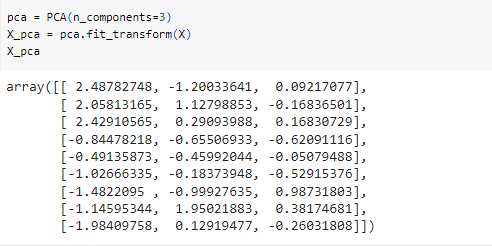 pca = PCA(n_components=3)
X_pca = pca.fit_transform(X)
X_pca
array([[ 2.48782748, -1.20033641,  0.09217077],
       [ 2.05813165,  1.12798853, -0.16836501],
       [ 2.42910565,  0.29093988,  0.16830729],
       [-0.84478218, -0.65506933, -0.62091116],
       [-0.49135873, -0.45992044, -0.05079488],
       [-1.02666335, -0.18373948, -0.52915376],
       [-1.4822095 , -0.99927635,  0.98731803],
       [-1.14595344,  1.95021883,  0.38174681],
       [-1.98409758,  0.12919477, -0.26031808]])